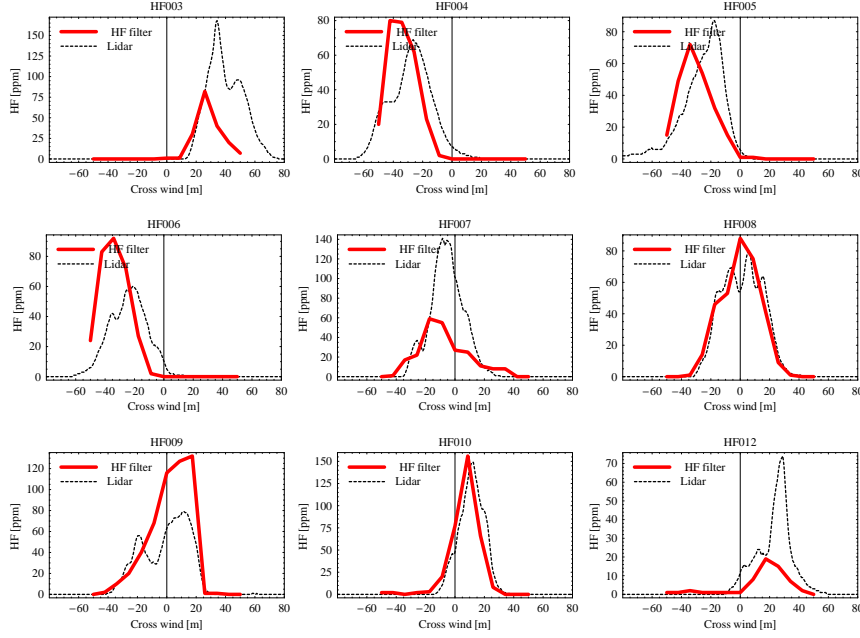 HF003
HF [ppm]
150
125
100
75
50
25
0
HF filter
Lidar
−60 −40 −20 0 20 40 60 80
Cross wind [m]
HF004
HF [ppm]
80
60
40
20
0
HF filter
Lidar
−60 −40 −20 0 20 40 60 80
Cross wind [m]
HF005
HF [ppm]
80
60
40
20
0
HF filter
Lidar
−60 −40 −20 0 20 40 60 80
Cross wind [m]
HF006
HF [ppm]
80
60
40
20
0
HF filter
Lidar
−60 −40 −20 0 20 40 60 80
Cross wind [m]
HF007
HF [ppm]
140
120
100
80
60
40
20
0
HF filter
Lidar
−60 −40 −20 0 20 40 60 80
Cross wind [m]
HF008
HF [ppm]
80
60
40
20
0
HF filter
Lidar
−60 −40 −20 0 20 40 60 80
Cross wind [m]
HF009
HF [ppm]
120
100
80
60
40
20
0
HF filter
Lidar
−60 −40 −20 0 20 40 60 80
Cross wind [m]
HF010
HF [ppm]
150
125
100
75
50
25
0
HF filter
Lidar
−60 −40 −20 0 20 40 60 80
Cross wind [m]
HF012
HF [ppm]
70
60
50
40
30
20
10
0
HF filter
Lidar
−60 −40 −20 0 20 40 60 80
Cross wind [m]